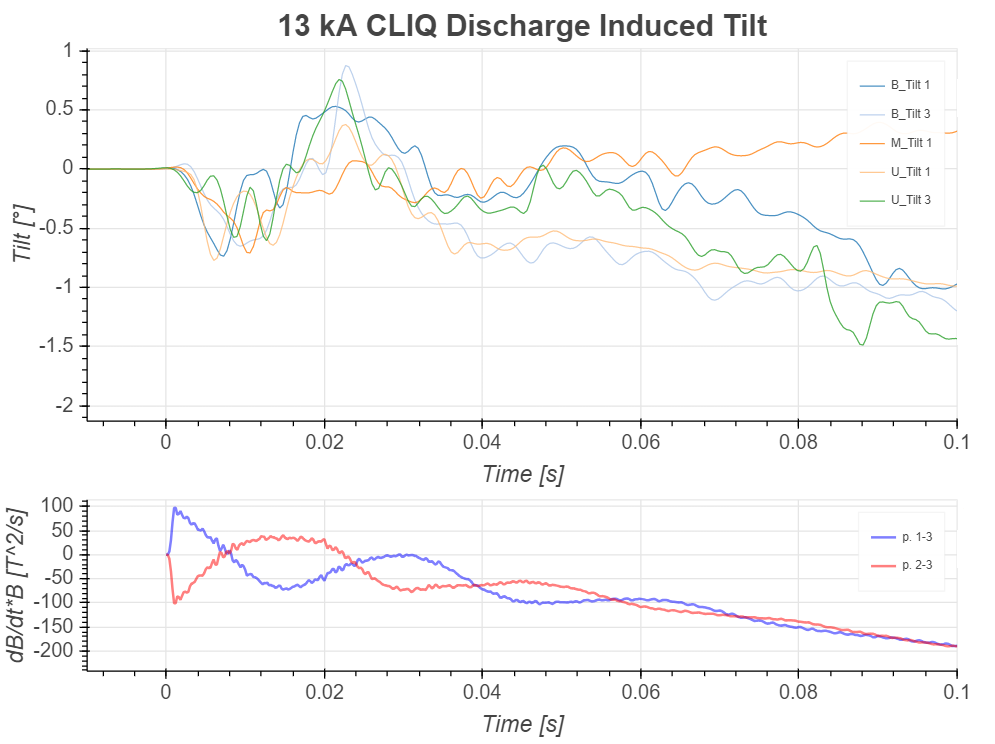 13 kA CLIQ Discharge Induced Tilt
1
0.5
0
-0.5
-1
-1.5
-2
Tilt [°]
B_Tilt 1
B_Tilt 3
M_Tilt 1
U_Tilt 1
U_Tilt 3
0
0.02
0.04
0.06
0.08
0.1
Time [s]
100
50
0
-50
-100
-150
-200
dB/dt*B [T^2/s]
p. 1-3
p. 2-3
0
0.02
0.04
0.06
0.08
0.1
Time [s]